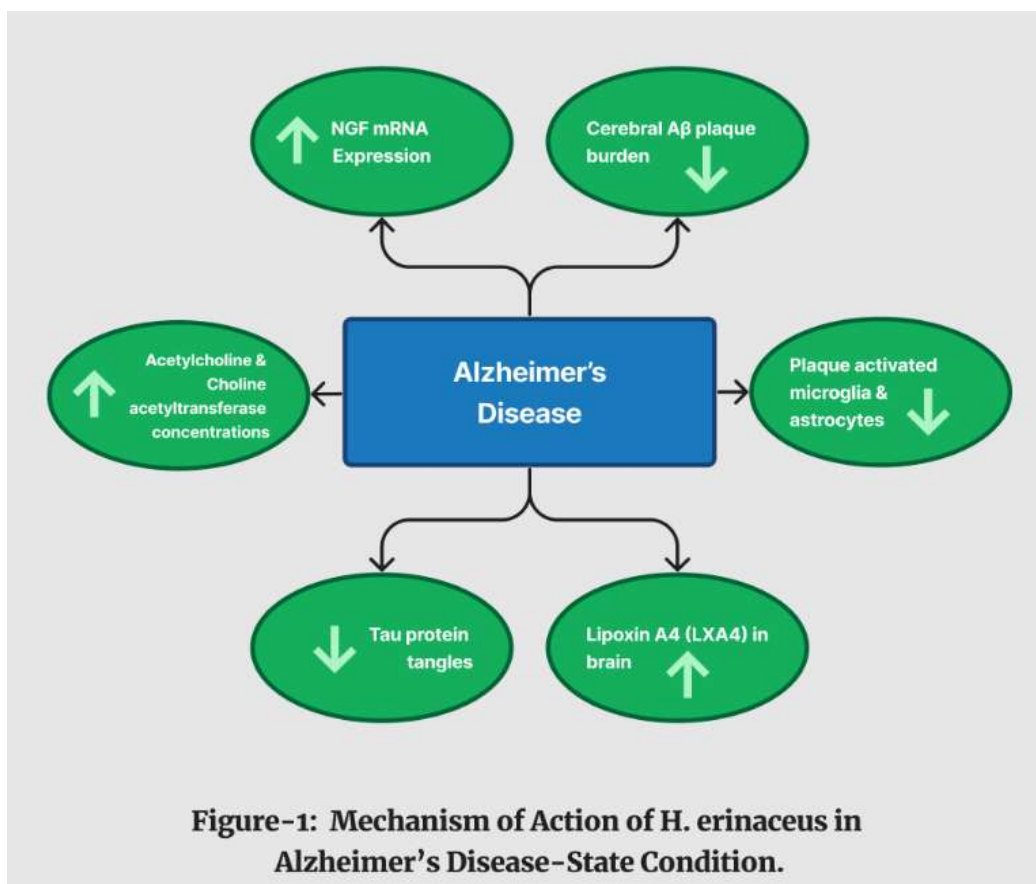 NGF mRNA
Expression
Cerebral Aβ plaque
burden
Acetylcholine &
Choline
acetyltransferase
concentrations
Alzheimer's
Disease
Plaque activated
microglia &
astrocytes
Tau protein
tangles
Lipoxin A4 (LXA4) in
brain
Figure-1: Mechanism of Action of H. erinaceus in
Alzheimer's Disease-State Condition.